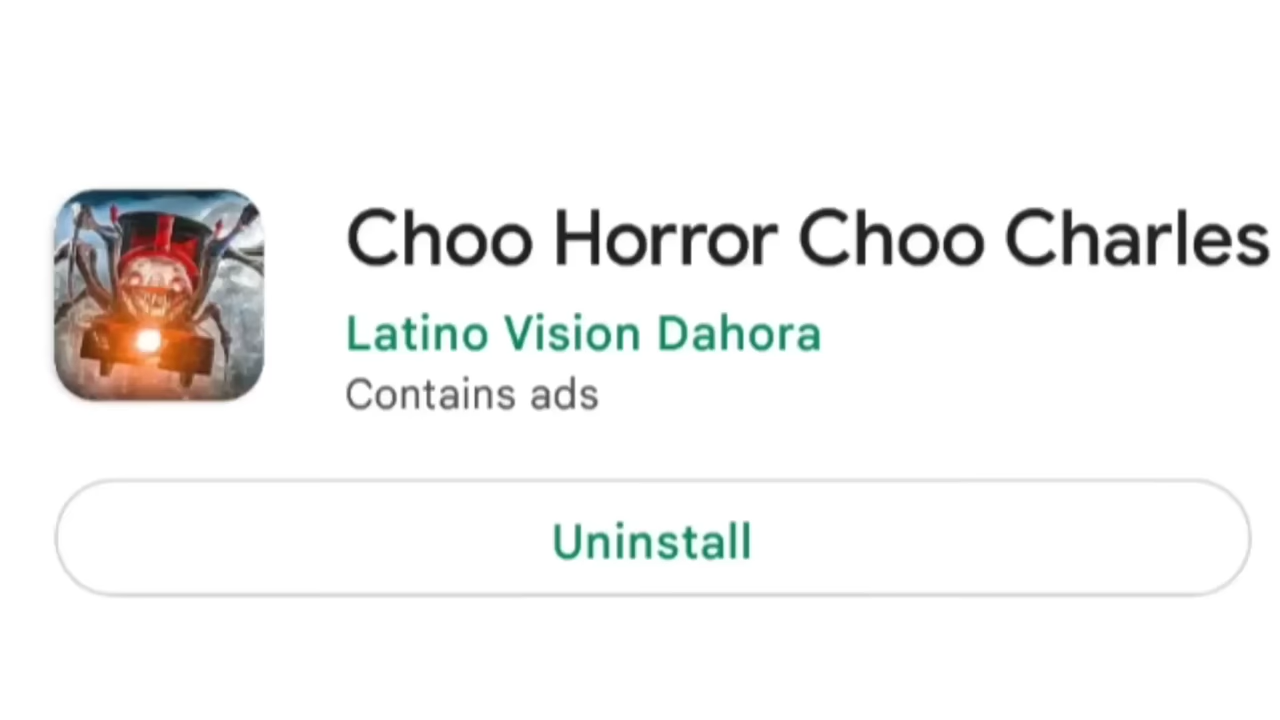 Choo Horror Choo Charles
Latino Vision Dahora
Contains ads
Uninstall